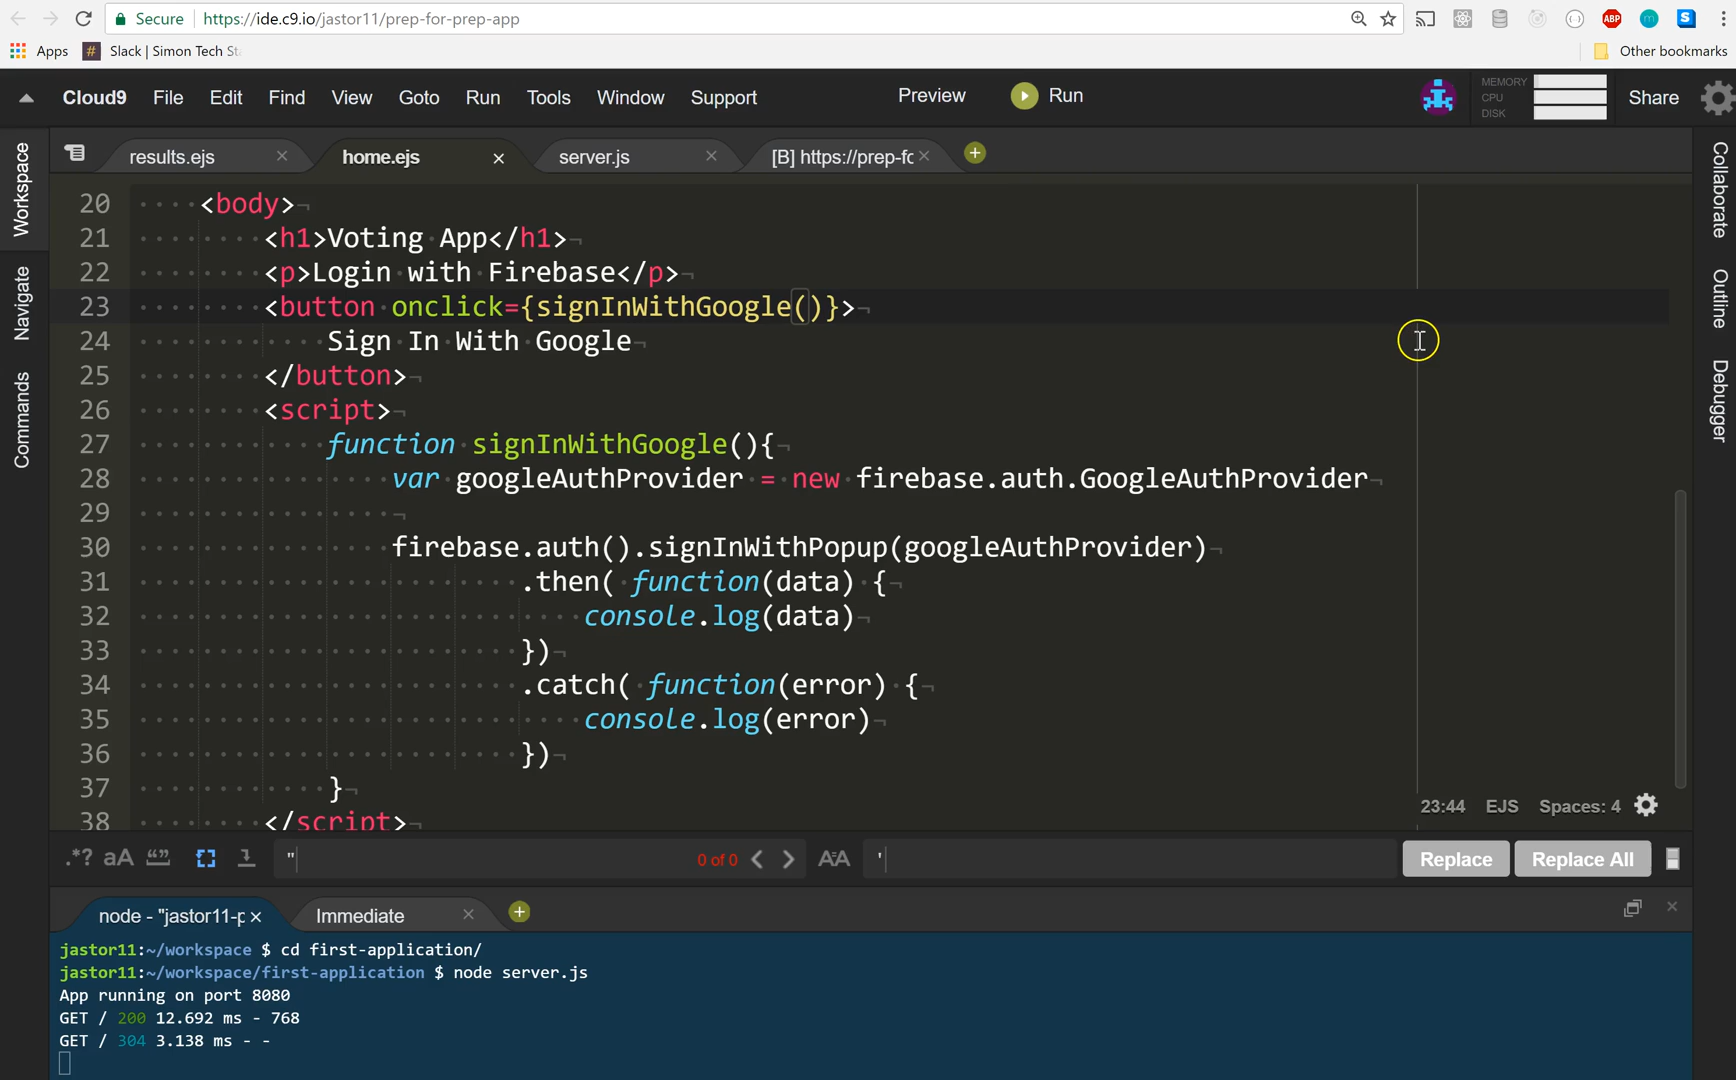 Secure https://ide.c9.io/jastor11/prep-for-prep-app
ABP m S
Apps # Slack | Simon Tech St Other bookmarks
Cloud9 File Edit Find View Goto Run Tools Window Support Preview Run MEMORY CPU DISK Share
results.ejs home.ejs server.js [B] https://prep-fc
Workspace
Navigate
Commands
Collaborate
Outline
Debugger
20 <body>
21 <h1>Voting App</h1>
22 <p>Login with Firebase</p>
23 <button onclick={signInWithGoogle()}>
24 Sign In With Google
25 </button>
26 <script>
27 function signInWithGoogle(){
28 var googleAuthProvider = new firebase.auth.GoogleAuthProvider
29
30 firebase.auth().signInWithPopup(googleAuthProvider)
31 .then( function(data) {
32 console.log(data)
33 })
34 .catch( function(error) {
35 console.log(error)
36 })
37 }
38 </script>
23:44 EJS Spaces: 4
.*? aA “” " 0 of 0 AA ' Replace Replace All
node - "jastor11-p Immediate
jastor11:~/workspace $ cd first-application/
jastor11:~/workspace/first-application $ node server.js
App running on port 8080
GET / 200 12.692 ms - 768
GET / 304 3.138 ms - -